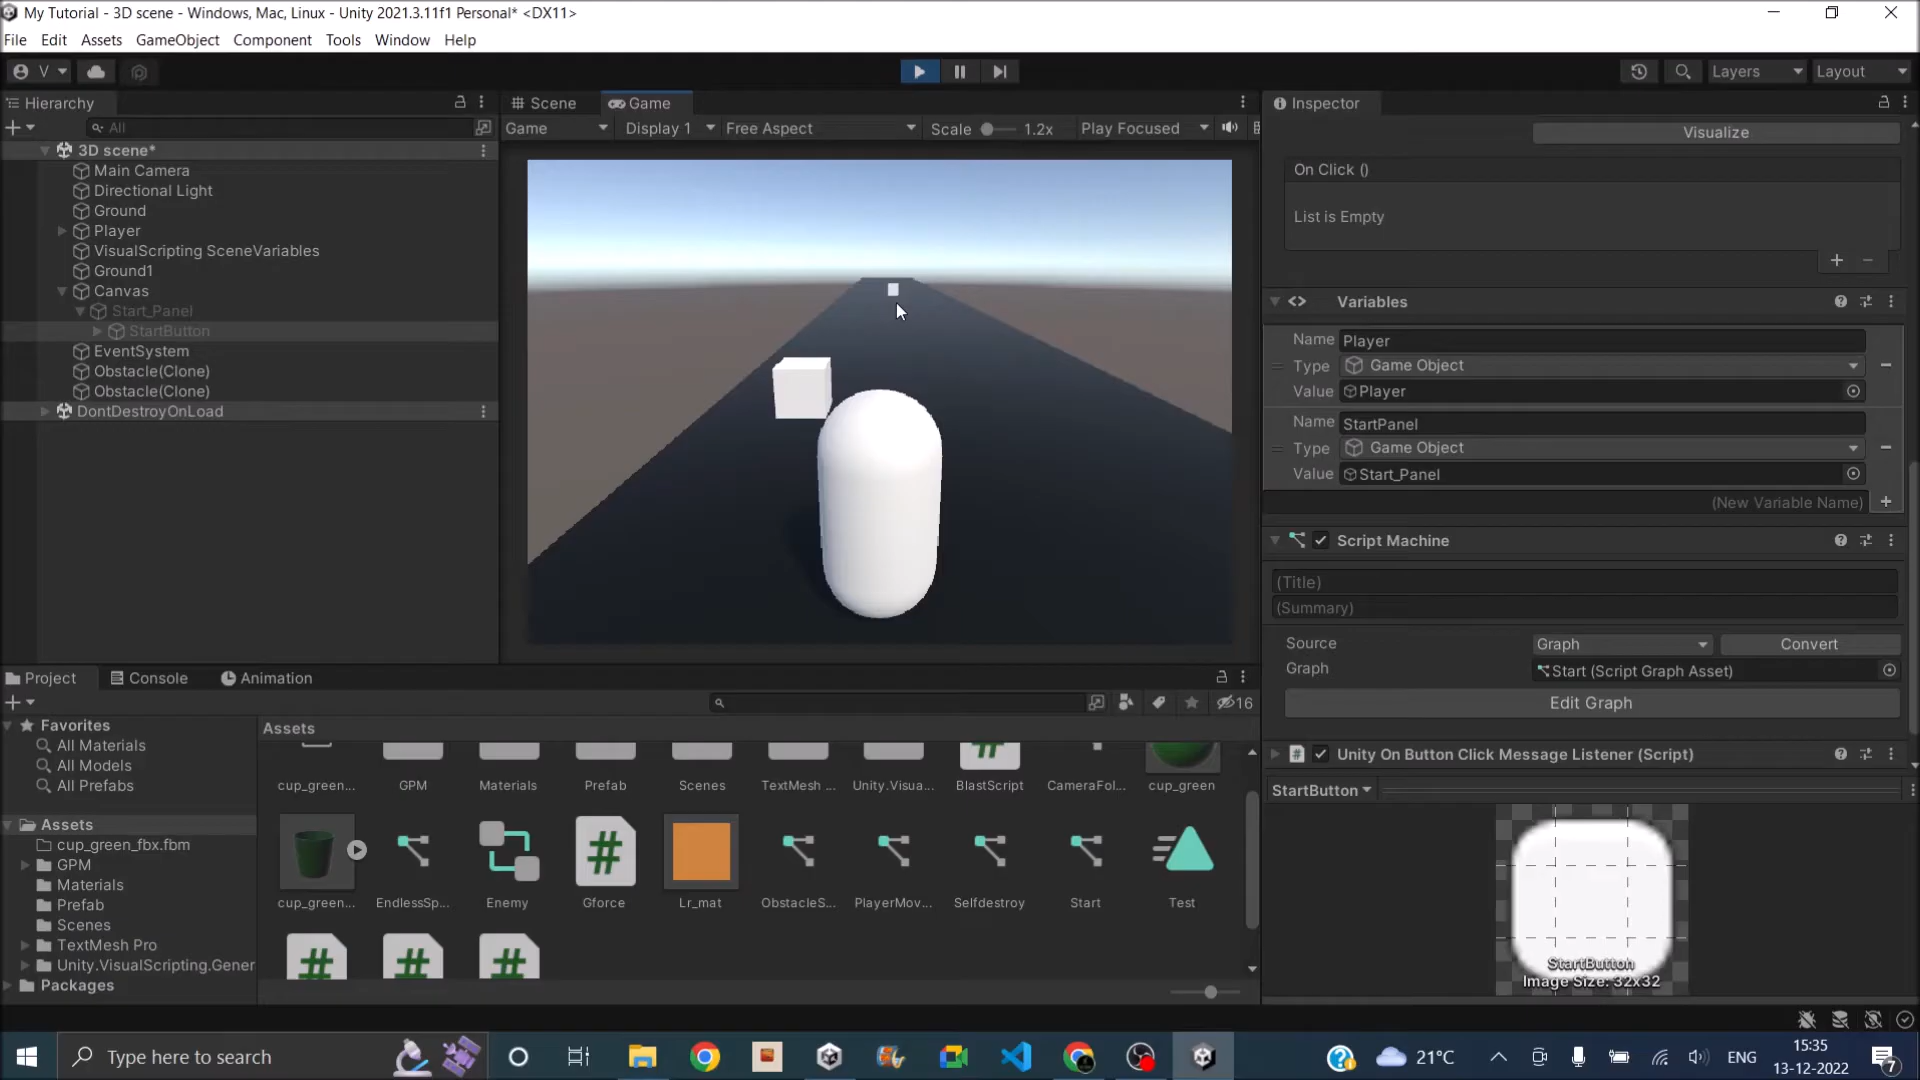 My Tutorial - 3D scene - Windows, Mac, Linux - Unity 2021.3.11f1 Personal* <DX11>
File Edit Assets GameObject Component Tools Window Help
V Layers Layout
Hierarchy
All
3D scene*
Main Camera
Directional Light
Ground
Player
VisualScripting SceneVariables
Ground1
Canvas
Start_Panel
StartButton
EventSystem
Obstacle(Clone)
Obstacle(Clone)
DontDestroyOnLoad
Scene Game
Game Display 1 Free Aspect Scale 1.2x Play Focused
Inspector
Visualize
On Click ()
List is Empty
Variables
Name Player
Type Game Object
Value Player
Name StartPanel
Type Game Object
Value Start_Panel
(New Variable Name)
Script Machine
(Title)
(Summary)
Source Graph Convert
Graph Start (Script Graph Asset)
Edit Graph
Unity On Button Click Message Listener (Script)
StartButton
StartButton
Image Size: 32x32
Project Console Animation
16
Favorites
All Materials
All Models
All Prefabs
Assets
cup_green_fbx.fbm
GPM
Materials
Prefab
Scenes
TextMesh Pro
Unity.VisualScripting.Gener
Packages
Assets
cup_green... GPM Materials Prefab Scenes TextMesh ... Unity.Visua... BlastScript CameraFol... cup_green
cup_green... EndlessSp... Enemy Gforce Lr_mat ObstacleS... PlayerMov... Selfdestroy Start Test
Type here to search
21°C ENG
15:35
13-12-2022
7